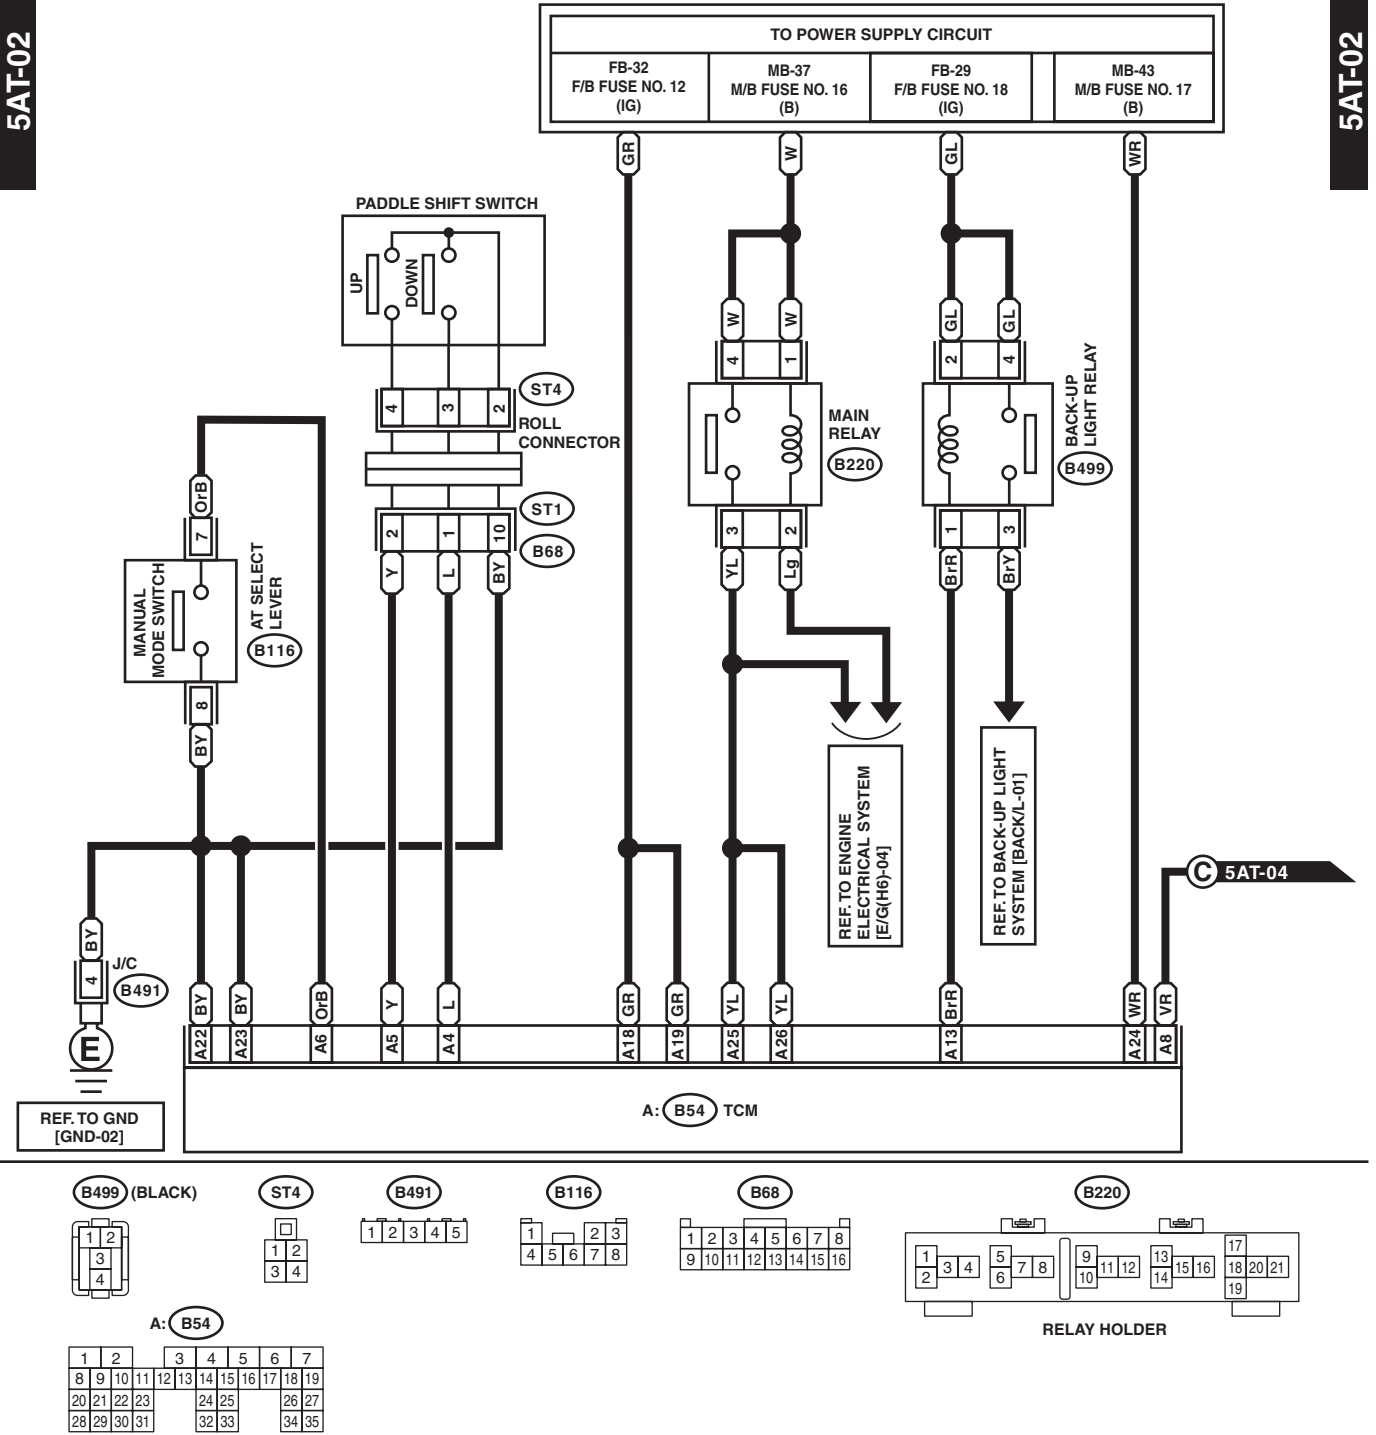 5AT-02
5AT-02
TO POWER SUPPLY CIRCUIT
FB-32
F/B FUSE NO. 12
(IG)
MB-37
M/B FUSE NO. 16
(B)
FB-29
F/B FUSE NO. 18
(IG)
MB-43
M/B FUSE NO. 17
(B)
GR
W
GL
WR
PADDLE SHIFT SWITCH
UP
DOWN
W
W
GL
GL
4
1
2
4
4
3
2
ST4
ROLL
CONNECTOR
MAIN
RELAY
B220
BACK-UP
LIGHT RELAY
B499
OrB
7
ST1
2
1
10
B68
3
2
1
3
Y
L
BY
YL
Lg
BrR
BrY
MANUAL
MODE SWITCH
AT SELECT
LEVER
B116
8
BY
REF. TO ENGINE
ELECTRICAL SYSTEM
[E/G(H6)-04]
REF. TO BACK-UP LIGHT
SYSTEM [BACK/L-01]
C 5AT-04
BY
4
J/C
B491
E
REF. TO GND
[GND-02]
BY
BY
OrB
Y
L
GR
GR
YL
YL
BrR
WR
VR
A22
A23
A6
A5
A4
A18
A19
A25
A26
A13
A24
A8
A: B54 TCM
B499 (BLACK)
1 2
3
4
ST4
1 2
3 4
B491
1 2 3 4 5
B116
1 2 3
4 5 6 7 8
B68
1 2 3 4 5 6 7 8
9 10 11 12 13 14 15 16
B220
1
2
3 4
5
6
7 8
9
10
11 12
13
14
15 16
17
18 20 21
19
RELAY HOLDER
A: B54
1 2 3 4 5 6 7
8 9 10 11 12 13 14 15 16 17 18 19
20 21 22 23 24 25 26 27
28 29 30 31 32 33 34 35